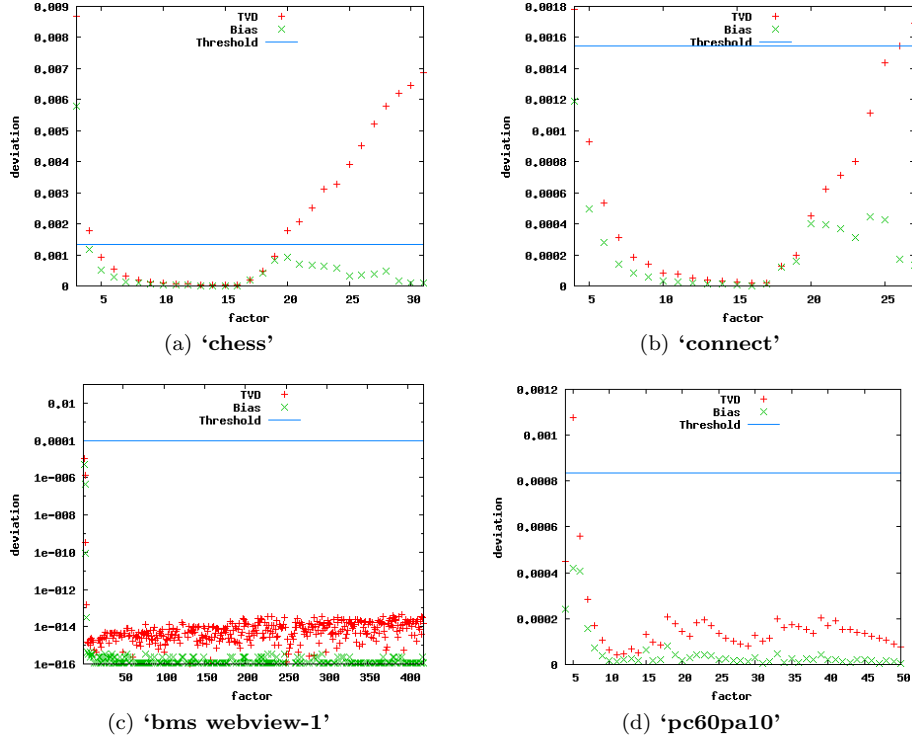 0.009
0.008
0.007
0.006
0.005
0.004
0.003
0.002
0.001
0
deviation
TVD
Bias
Threshold
5 10 15 20 25 30
factor
(a) ‘chess’
0.0018
0.0016
0.0014
0.0012
0.001
0.0008
0.0006
0.0004
0.0002
0
deviation
TVD
Bias
Threshold
5 10 15 20 25
factor
(b) ‘connect’
0.01
0.0001
1e-006
1e-008
1e-010
1e-012
1e-014
1e-016
deviation
TVD
Bias
Threshold
50 100 150 200 250 300 350 400
factor
(c) ‘bms webview-1’
0.0012
0.001
0.0008
0.0006
0.0004
0.0002
0
deviation
TVD
Bias
Threshold
5 10 15 20 25 30 35 40 45 50
factor
(d) ‘pc60pa10’